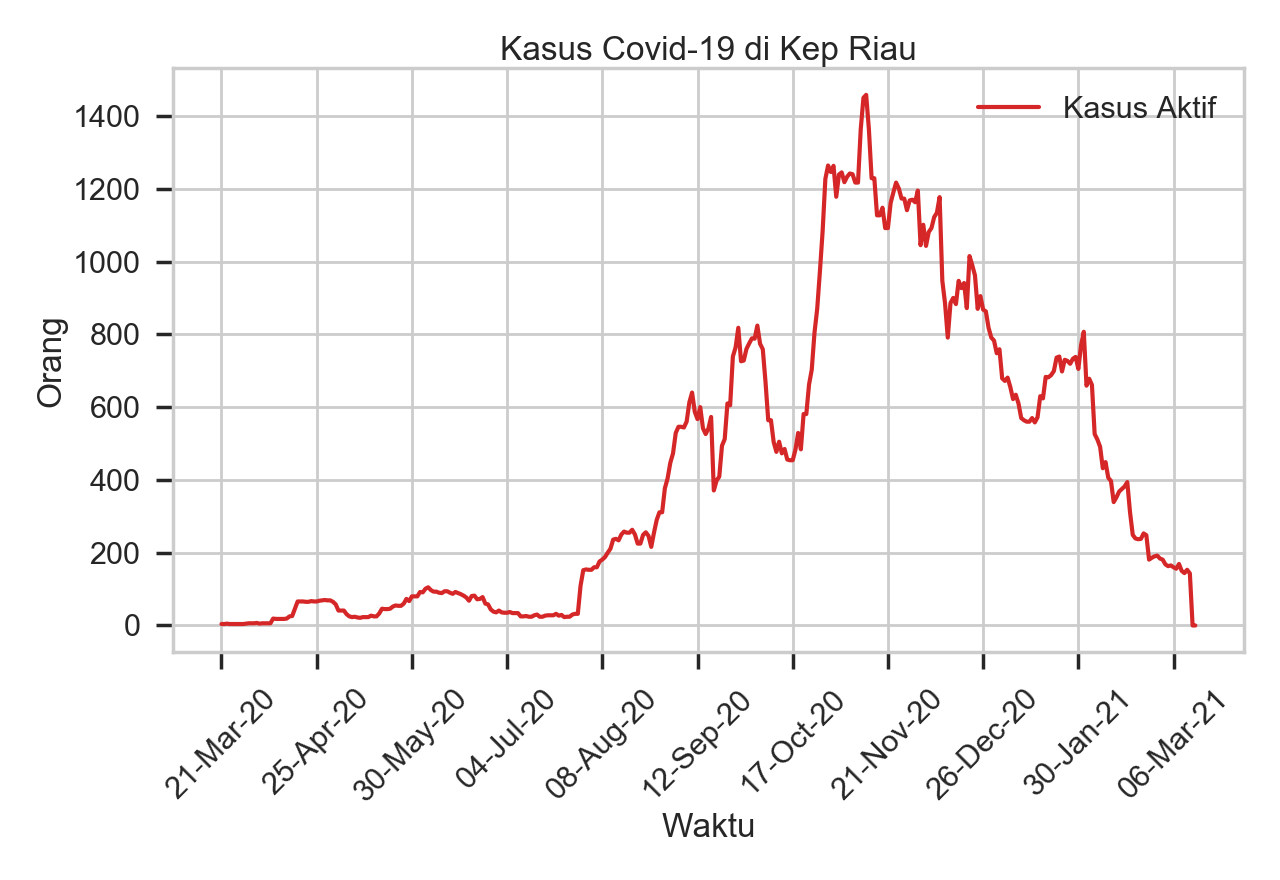 Kasus Covid-19 di Kep Riau
Kasus Aktif
1400
1200
1000
800
600
400
200
0
Orang
21-Mar-20
25-Apr-20
30-May-20
04-Jul-20
08-Aug-20
12-Sep-20
17-Oct-20
21-Nov-20
26-Dec-20
30-Jan-21
06-Mar-21
Waktu